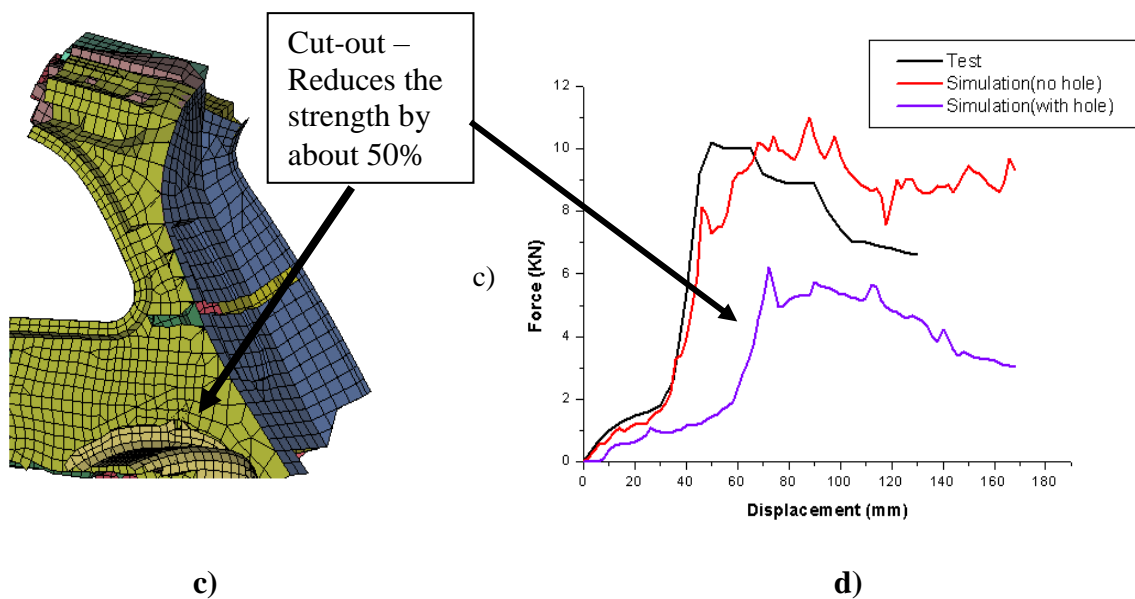 Cut-out –
Reduces the
strength by
about 50%
c)
Test
Simulation(no hole)
Simulation(with hole)
12
10
8
6
4
2
0
Force (KN)
0 20 40 60 80 100 120 140 160 180
Displacement (mm)
c)
d)